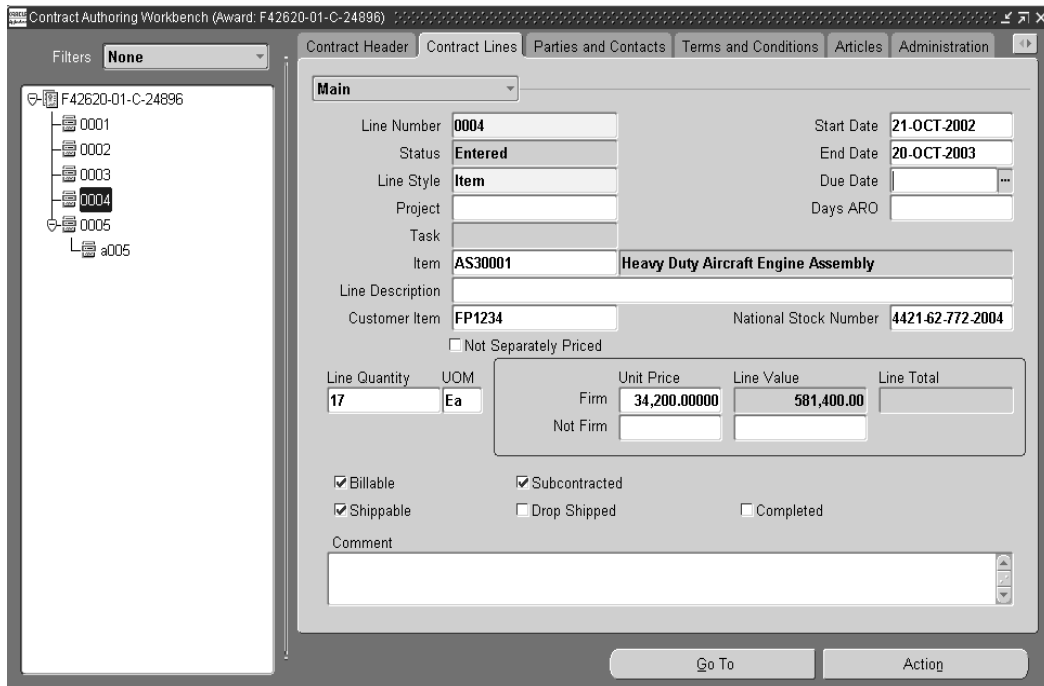 Contract Authoring Workbench (Award: F42620-01-C-24896)
Filters None
F42620-01-C-24896
0001
0002
0003
0004
0005
a005
Contract Header Contract Lines Parties and Contacts Terms and Conditions Articles Administration
Main
Line Number 0004 Start Date 21-OCT-2002
Status Entered End Date 20-OCT-2003
Line Style Item Due Date
Project Days ARO
Task
Item AS30001 Heavy Duty Aircraft Engine Assembly
Line Description
Customer Item FP1234 National Stock Number 4421-62-772-2004
Not Separately Priced
Line Quantity UOM Unit Price Line Value Line Total
17 Ea Firm 34,200.00000 581,400.00
Not Firm
Billable Subcontracted
Shippable Drop Shipped Completed
Comment
Go To Action